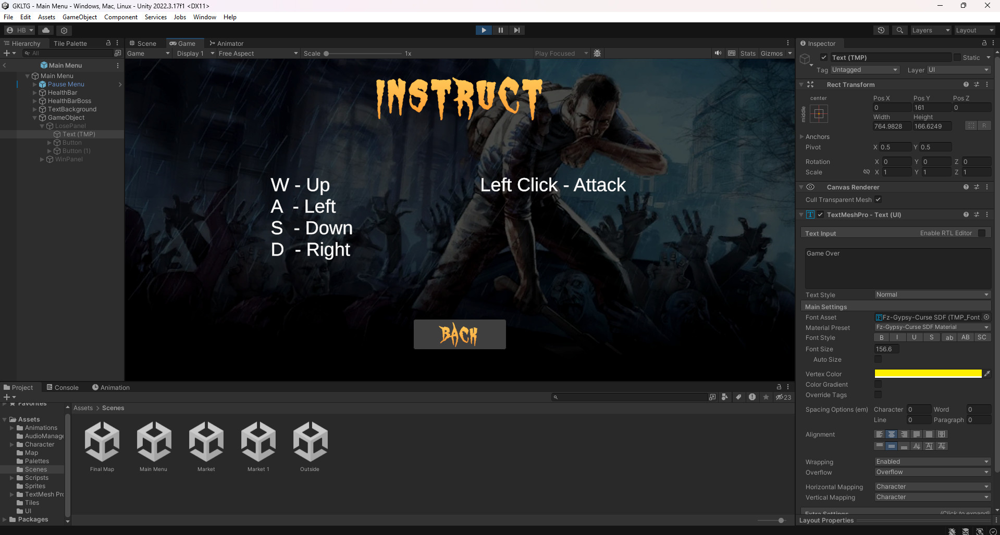 GKLTG - Main Menu - Windows, Mac, Linux - Unity 2022.3.17f1 <DX11>
File Edit Assets GameObject Component Services Jobs Window Help
HB Layers Layout
Hierarchy Tile Palette
All
Main Menu
Main Menu
Pause Menu
HealthBar
HealthBarBoss
TextBackground
GameObject
LosePanel
Text (TMP)
Button
Button (1)
WinPanel
Scene Game Animator
Game Display 1 Free Aspect Scale 1x Play Focused Stats Gizmos
INSTRUCT
W - Up
A - Left
S - Down
D - Right
Left Click - Attack
BACK
Inspector
Text (TMP) Static
Tag Untagged Layer UI
Rect Transform
center
middle
Pos X Pos Y Pos Z
0 161 0
Width Height
764.9828 166.6249 R
Anchors
Pivot X 0.5 Y 0.5
Rotation X 0 Y 0 Z 0
Scale X 1 Y 1 Z 1
Canvas Renderer
Cull Transparent Mesh
TextMeshPro - Text (UI)
Text Input Enable RTL Editor
Game Over
Text Style Normal
Main Settings
Font Asset Fz-Gypsy-Curse SDF (TMP_Font
Material Preset Fz-Gypsy-Curse SDF Material
Font Style B I U S ab AB SC
Font Size 156.6
Auto Size
Vertex Color
Color Gradient
Override Tags
Spacing Options (em) Character 0 Word 0
Line 0 Paragraph 0
Alignment
Wrapping Enabled
Overflow Overflow
Horizontal Mapping Character
Vertical Mapping Character
Extra Settings (Click to expand)
Layout Properties
Project Console Animation
23
Favorites
Assets
Animations
AudioManage
Character
Map
Palettes
Scenes
Scripsts
Sprites
TextMesh Pro
Tiles
UI
Packages
Assets > Scenes
Final Map Main Menu Market Market 1 Outside